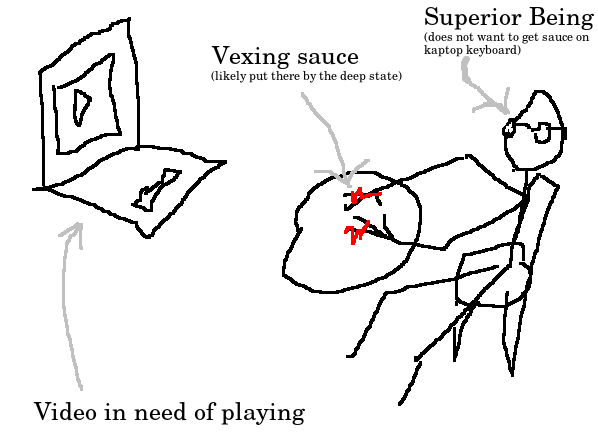 Superior Being
(does not want to get sauce on
kaptop keyboard)
Vexing sauce
(likely put there by the deep state)
Video in need of playing